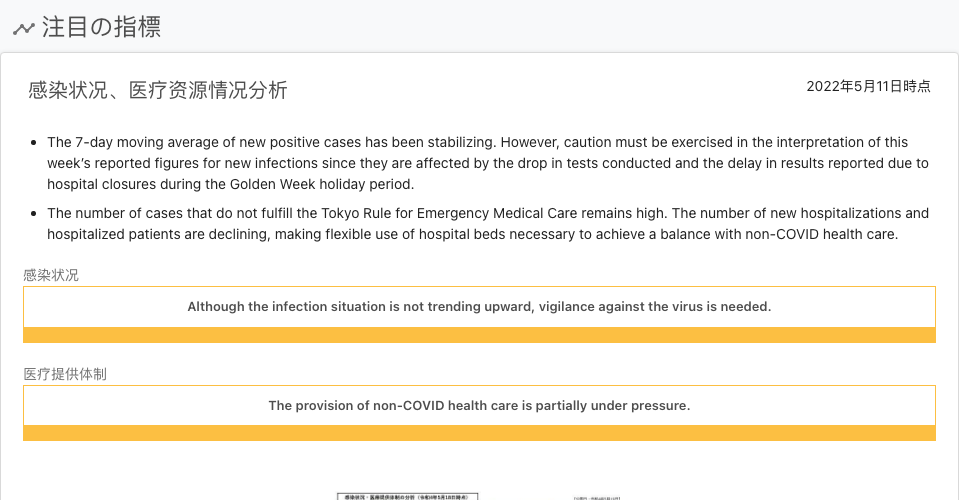 注目の指標
感染状况、医疗资源情况分析
2022年5月11日時点
The 7-day moving average of new positive cases has been stabilizing. However, caution must be exercised in the interpretation of this
week’s reported figures for new infections since they are affected by the drop in tests conducted and the delay in results reported due to
hospital closures during the Golden Week holiday period.
The number of cases that do not fulfill the Tokyo Rule for Emergency Medical Care remains high. The number of new hospitalizations and
hospitalized patients are declining, making flexible use of hospital beds necessary to achieve a balance with non-COVID health care.
感染状况
Although the infection situation is not trending upward, vigilance against the virus is needed.
医疗提供体制
The provision of non-COVID health care is partially under pressure.